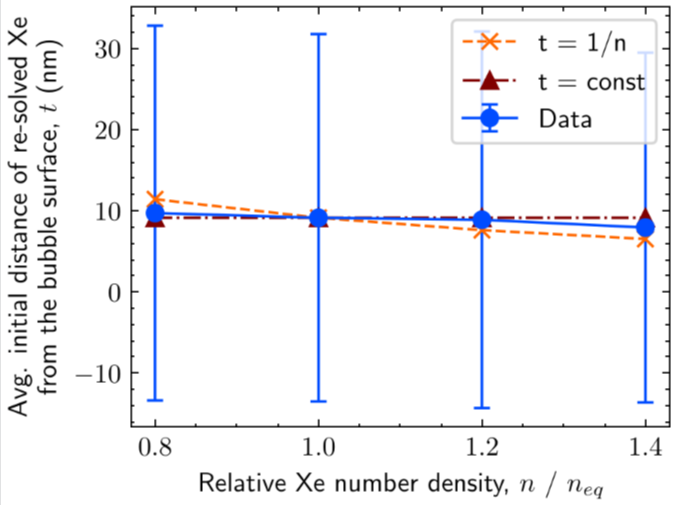 Avg. initial distance of re-solved Xe
from the bubble surface, t (nm)
30
20
10
0
−10
t = 1/n
t = const
Data
0.8 1.0 1.2 1.4
Relative Xe number density, n / n_eq